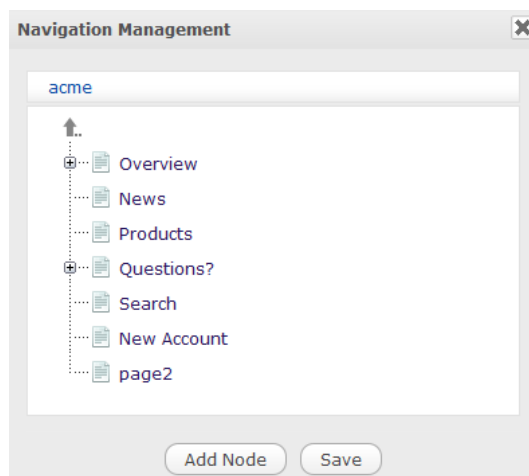 Navigation Management
acme
..
Overview
News
Products
Questions?
Search
New Account
page2
Add Node Save